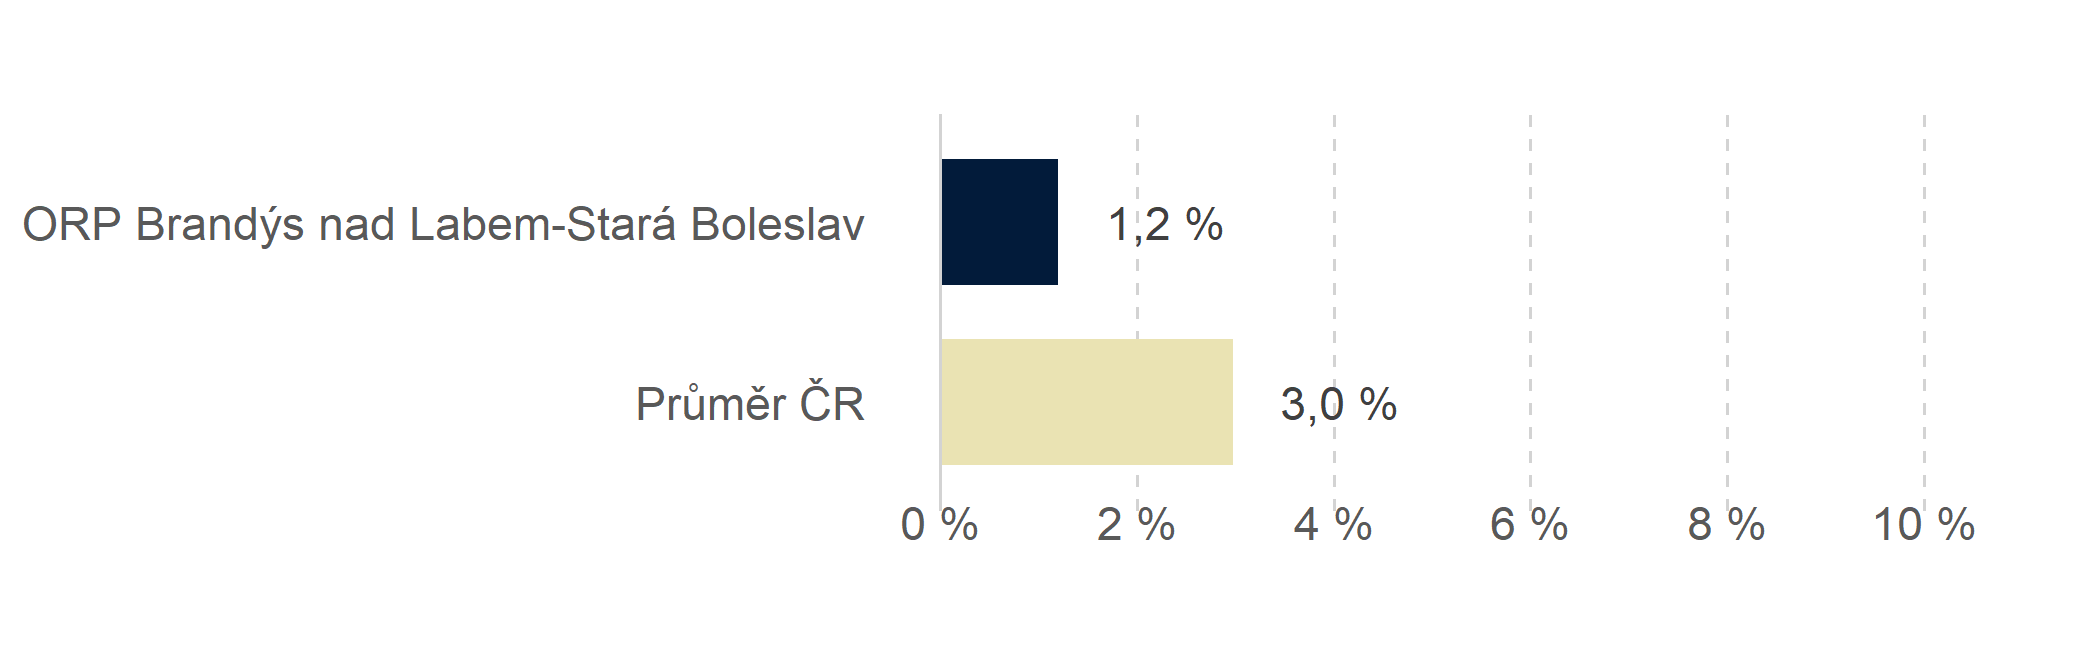 ORP Brandýs nad Labem-Stará Boleslav 1,2 %
Průměr ČR 3,0 %
0 % 2 % 4 % 6 % 8 % 10 %